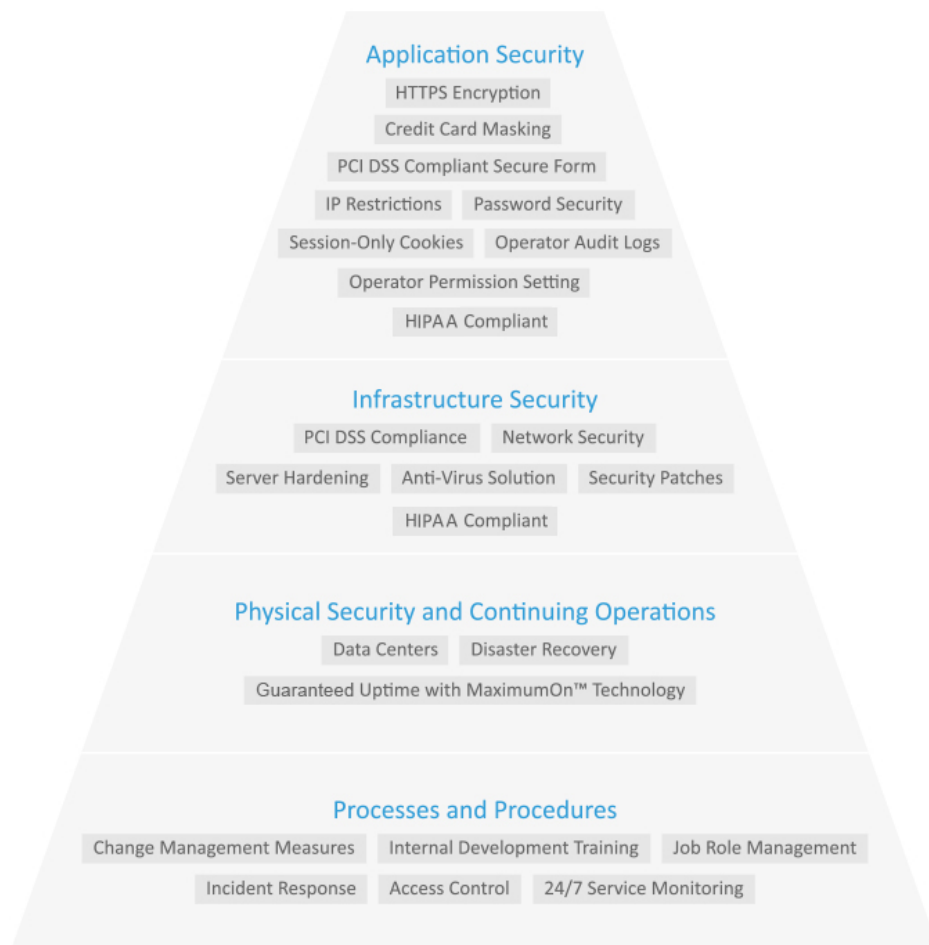 Application Security
HTTPS Encryption
Credit Card Masking
PCI DSS Compliant Secure Form
IP Restrictions Password Security
Session-Only Cookies Operator Audit Logs
Operator Permission Setting
HIPAA Compliant
Infrastructure Security
PCI DSS Compliance Network Security
Server Hardening Anti-Virus Solution Security Patches
HIPAA Compliant
Physical Security and Continuing Operations
Data Centers Disaster Recovery
Guaranteed Uptime with MaximumOn™ Technology
Processes and Procedures
Change Management Measures Internal Development Training Job Role Management
Incident Response Access Control 24/7 Service Monitoring